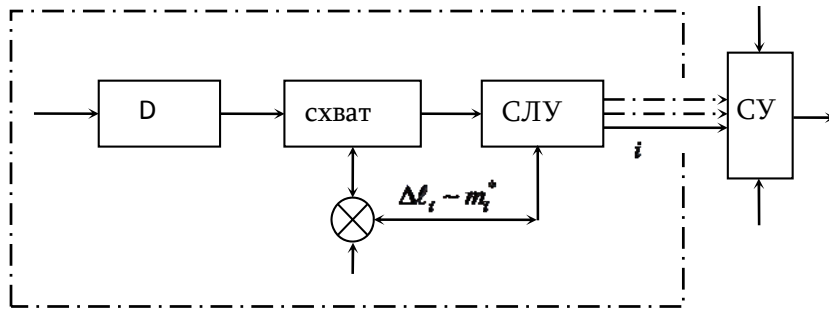 D
схват
СЛУ
СУ
i
Δℓᵢ ~ mᵢ*